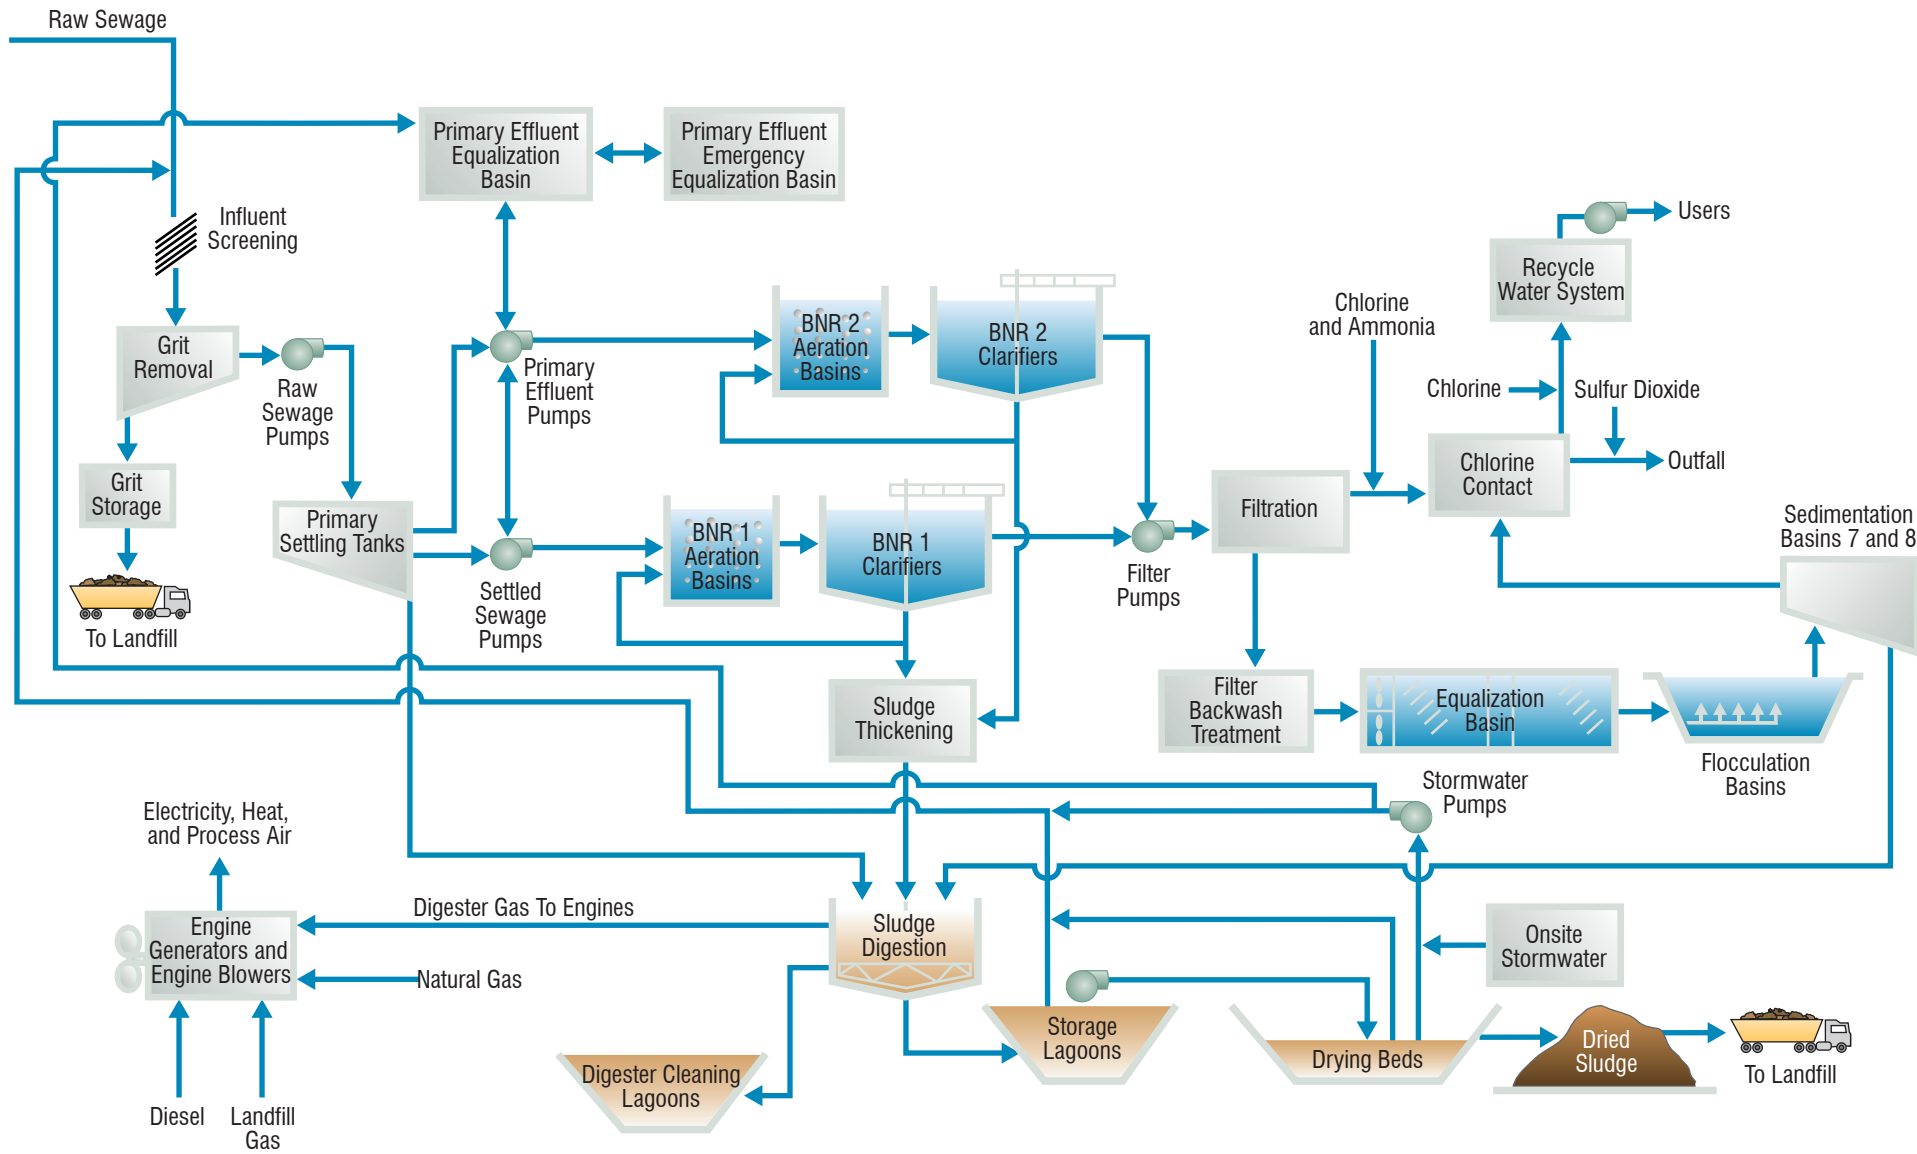 Raw Sewage
Primary Effluent
Equalization
Basin
Primary Effluent
Emergency
Equalization Basin
Influent
Screening
Users
Recycle
Water System
Chlorine
and Ammonia
BNR 2
Aeration
Basins
BNR 2
Clarifiers
Grit
Removal
Raw
Sewage
Pumps
Primary
Effluent
Pumps
Chlorine
Sulfur Dioxide
Chlorine
Contact
Outfall
Grit
Storage
Primary
Settling Tanks
BNR 1
Aeration
Basins
BNR 1
Clarifiers
Filtration
Sedimentation
Basins 7 and 8
Settled
Sewage
Pumps
Filter
Pumps
To Landfill
Sludge
Thickening
Filter
Backwash
Treatment
Equalization
Basin
Flocculation
Basins
Stormwater
Pumps
Electricity, Heat,
and Process Air
Digester Gas To Engines
Engine
Generators and
Engine Blowers
Natural Gas
Sludge
Digestion
Onsite
Stormwater
Storage
Lagoons
Drying Beds
Dried
Sludge
To Landfill
Digester Cleaning
Lagoons
Diesel
Landfill
Gas